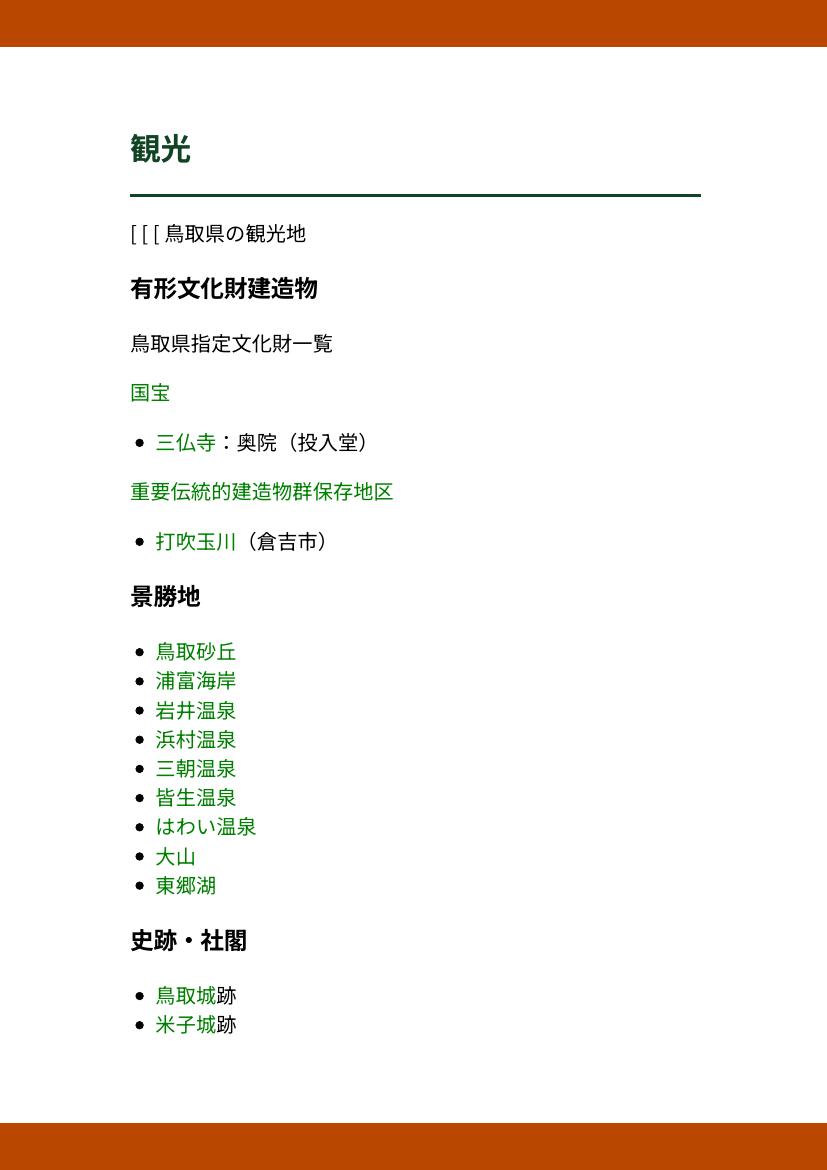 観光
[ [ [ 鳥取県の観光地
有形文化財建造物
鳥取県指定文化財一覧
国宝
• 三仏寺：奥院（投入堂）
重要伝統的建造物群保存地区
• 打吹玉川（倉吉市）
景勝地
• 鳥取砂丘
• 浦富海岸
• 岩井温泉
• 浜村温泉
• 三朝温泉
• 皆生温泉
• はわい温泉
• 大山
• 東郷湖
史跡・社閣
• 鳥取城跡
• 米子城跡